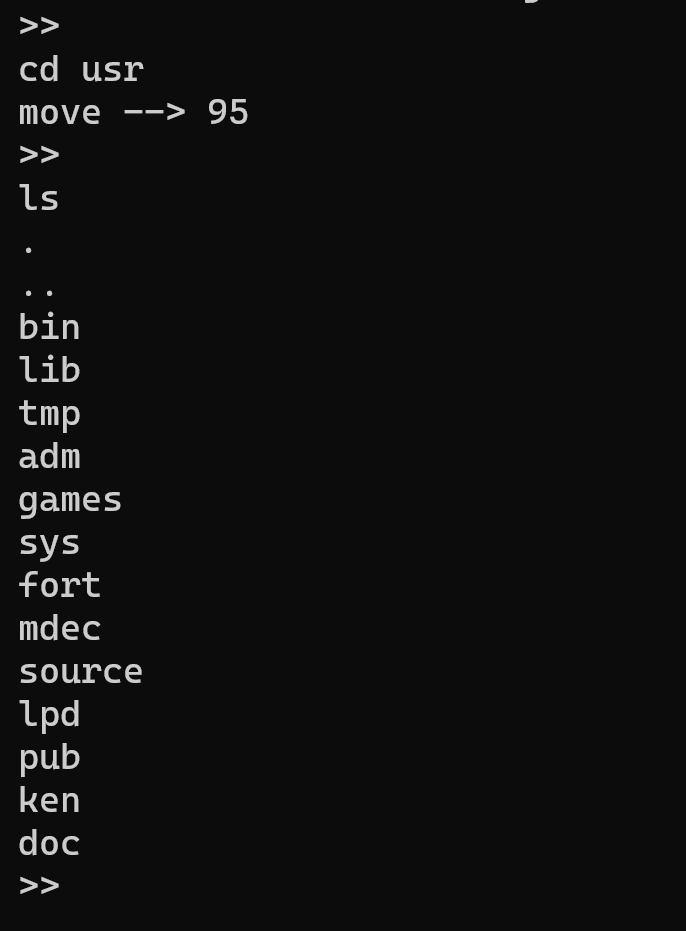 >>
cd usr
move --> 95
>>
ls
.
..
bin
lib
tmp
adm
games
sys
fort
mdec
source
lpd
pub
ken
doc
>>